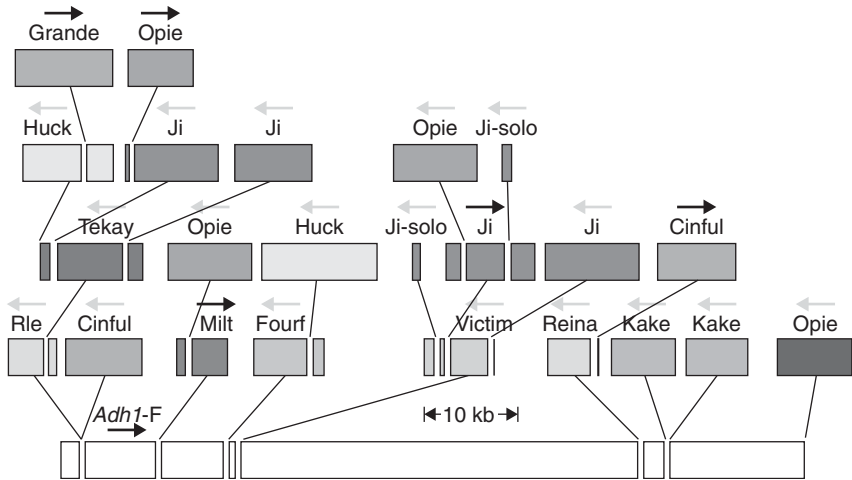 Grande Opie
Huck Ji Ji Opie Ji-solo
Tekay Opie Huck Ji-solo Ji Ji Cinful
Rle Cinful Milt Fourf Victim Reina Kake Kake Opie
Adh1-F 10 kb